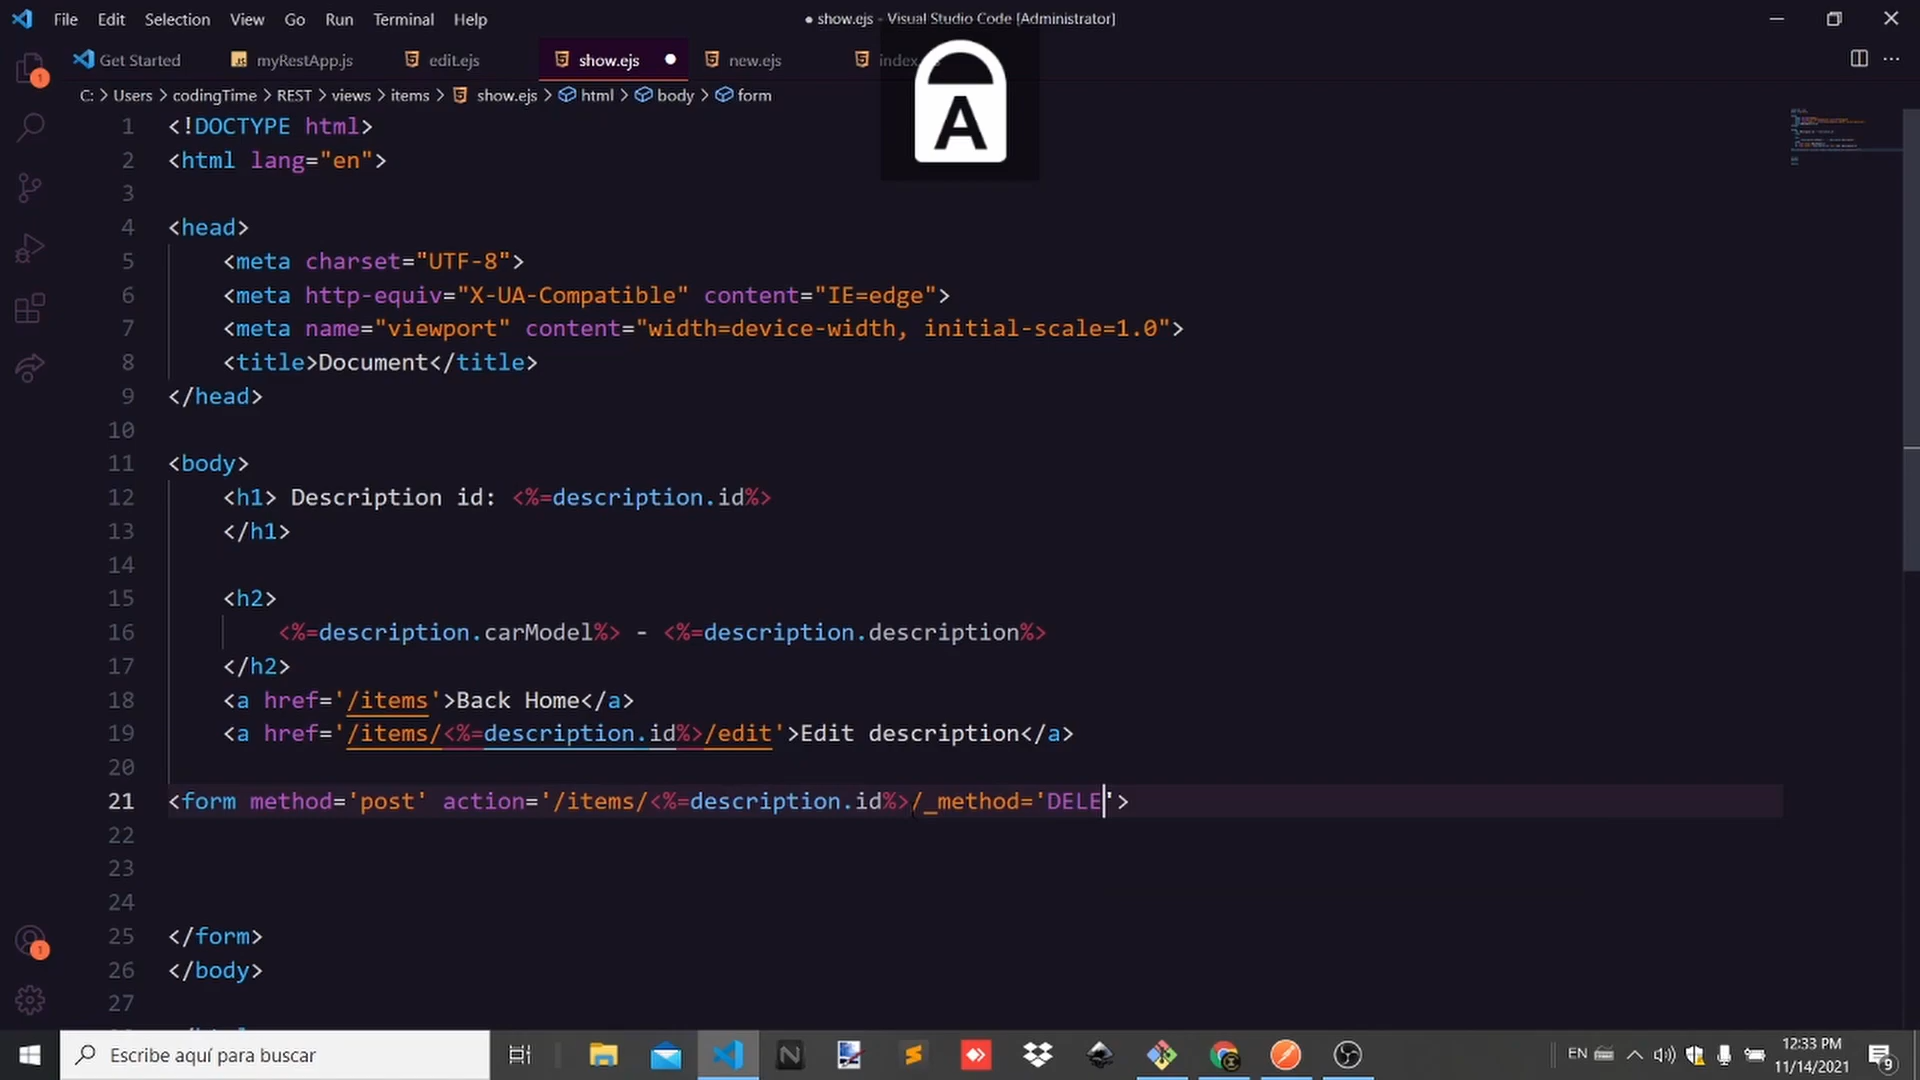 File Edit Selection View Go Run Terminal Help
● show.ejs - Visual Studio Code [Administrator]
Get Started myRestApp.js edit.ejs show.ejs new.ejs index.
C: > Users > codingTime > REST > views > items > show.ejs > html > body > form
A
1 <!DOCTYPE html>
2 <html lang="en">
3
4 <head>
5 <meta charset="UTF-8">
6 <meta http-equiv="X-UA-Compatible" content="IE=edge">
7 <meta name="viewport" content="width=device-width, initial-scale=1.0">
8 <title>Document</title>
9 </head>
10
11 <body>
12 <h1> Description id: <%=description.id%>
13 </h1>
14
15 <h2>
16 <%=description.carModel%> - <%=description.description%>
17 </h2>
18 <a href='/items'>Back Home</a>
19 <a href='/items/<%=description.id%>/edit'>Edit description</a>
20
21 <form method='post' action='/items/<%=description.id%>/_method='DELE'>
22
23
24
25 </form>
26 </body>
27
1
1
Escribe aquí para buscar
EN
12:33 PM
11/14/2021
9